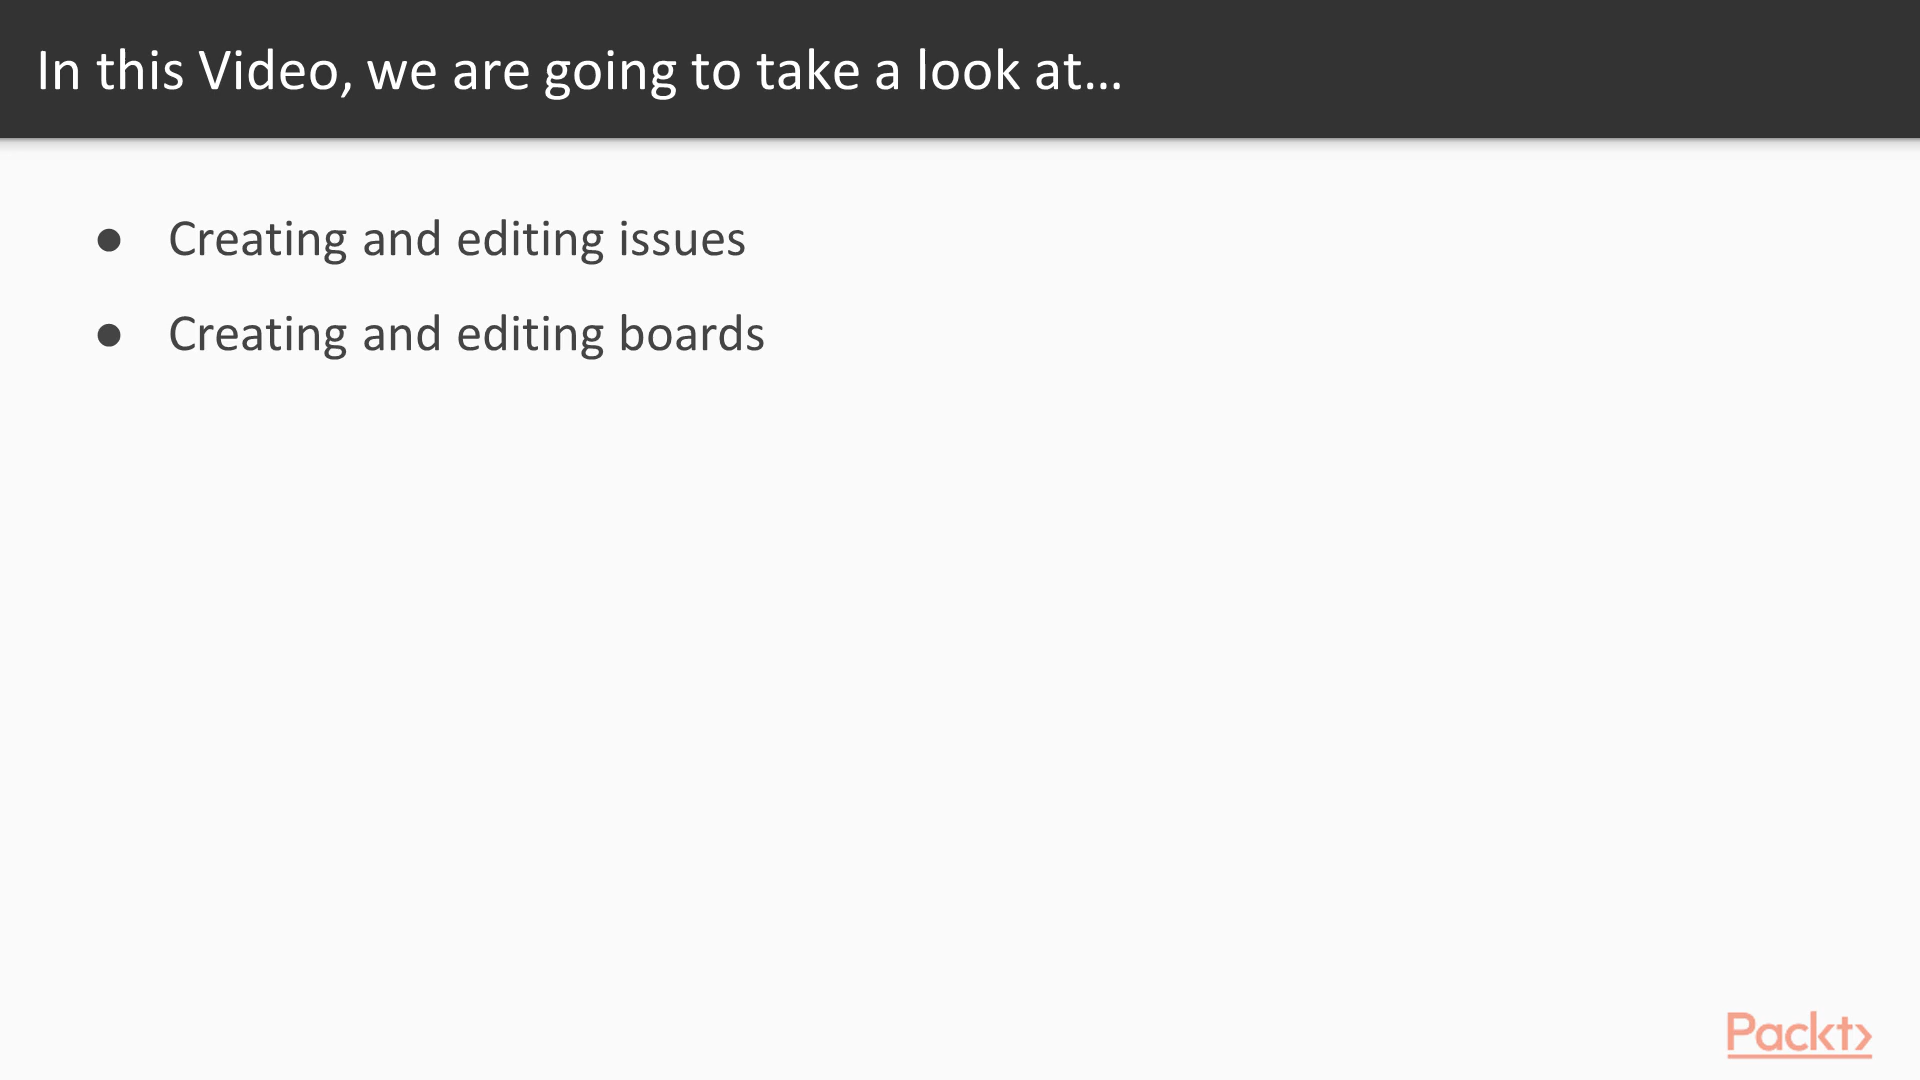 In this Video, we are going to take a look at…
● Creating and editing issues
● Creating and editing boards
Packt>